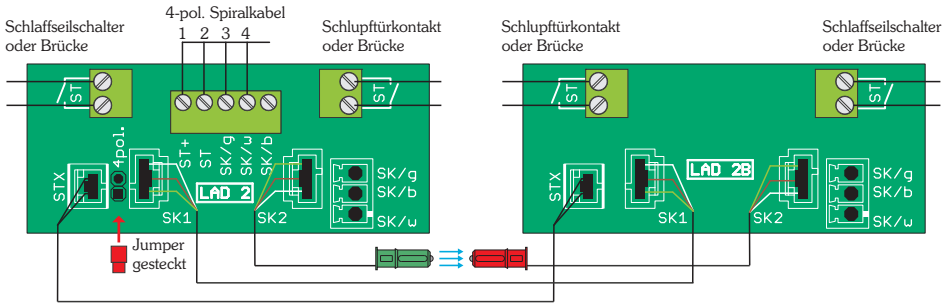 Schlaffseilschalter
oder Brücke
4-pol. Spiralkabel
1 2 3 4
Schlupftürkontakt
oder Brücke
Schlupftürkontakt
oder Brücke
Schlaffseilschalter
oder Brücke
ST
ST
ST
ST
4pol.
ST+
ST
SK/g
SK/w
SK/b
STX
LAD 2
SK1
SK2
SK/g
SK/b
SK/w
STX
LAD 2B
SK1
SK2
SK/g
SK/b
SK/w
Jumper
gesteckt